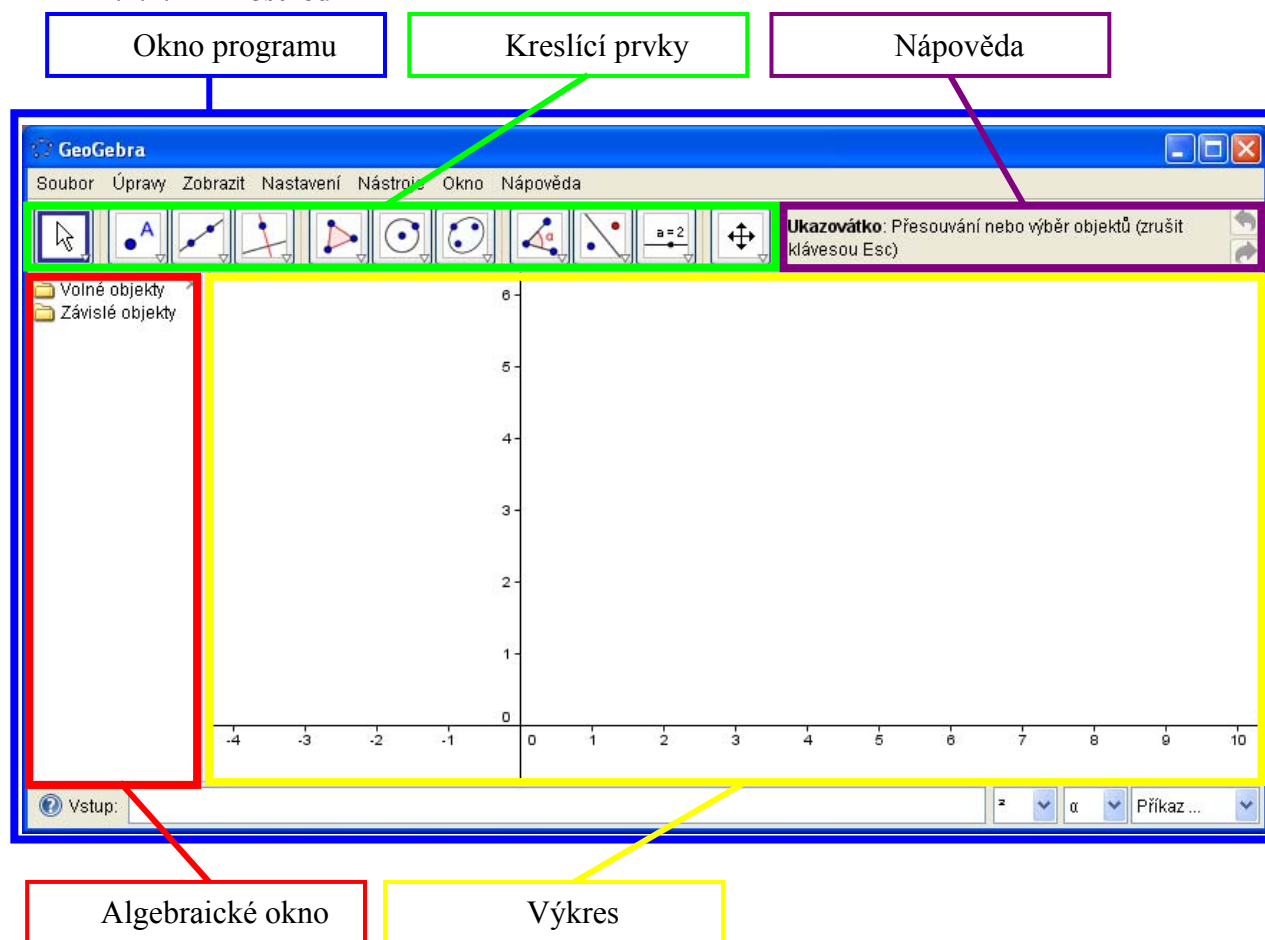 Okno programu
Kreslící prvky
Nápověda
GeoGebra
Soubor Úpravy Zobrazit Nastavení Nástroje Okno Nápověda
A
α
a = 2
Ukazovátko: Přesouvání nebo výběr objektů (zrušit
klávesou Esc)
Volné objekty
Závislé objekty
6
5
4
3
2
1
0
-4 -3 -2 -1 0 1 2 3 4 5 6 7 8 9 10
Vstup: ² α Příkaz ...
Algebraické okno
Výkres